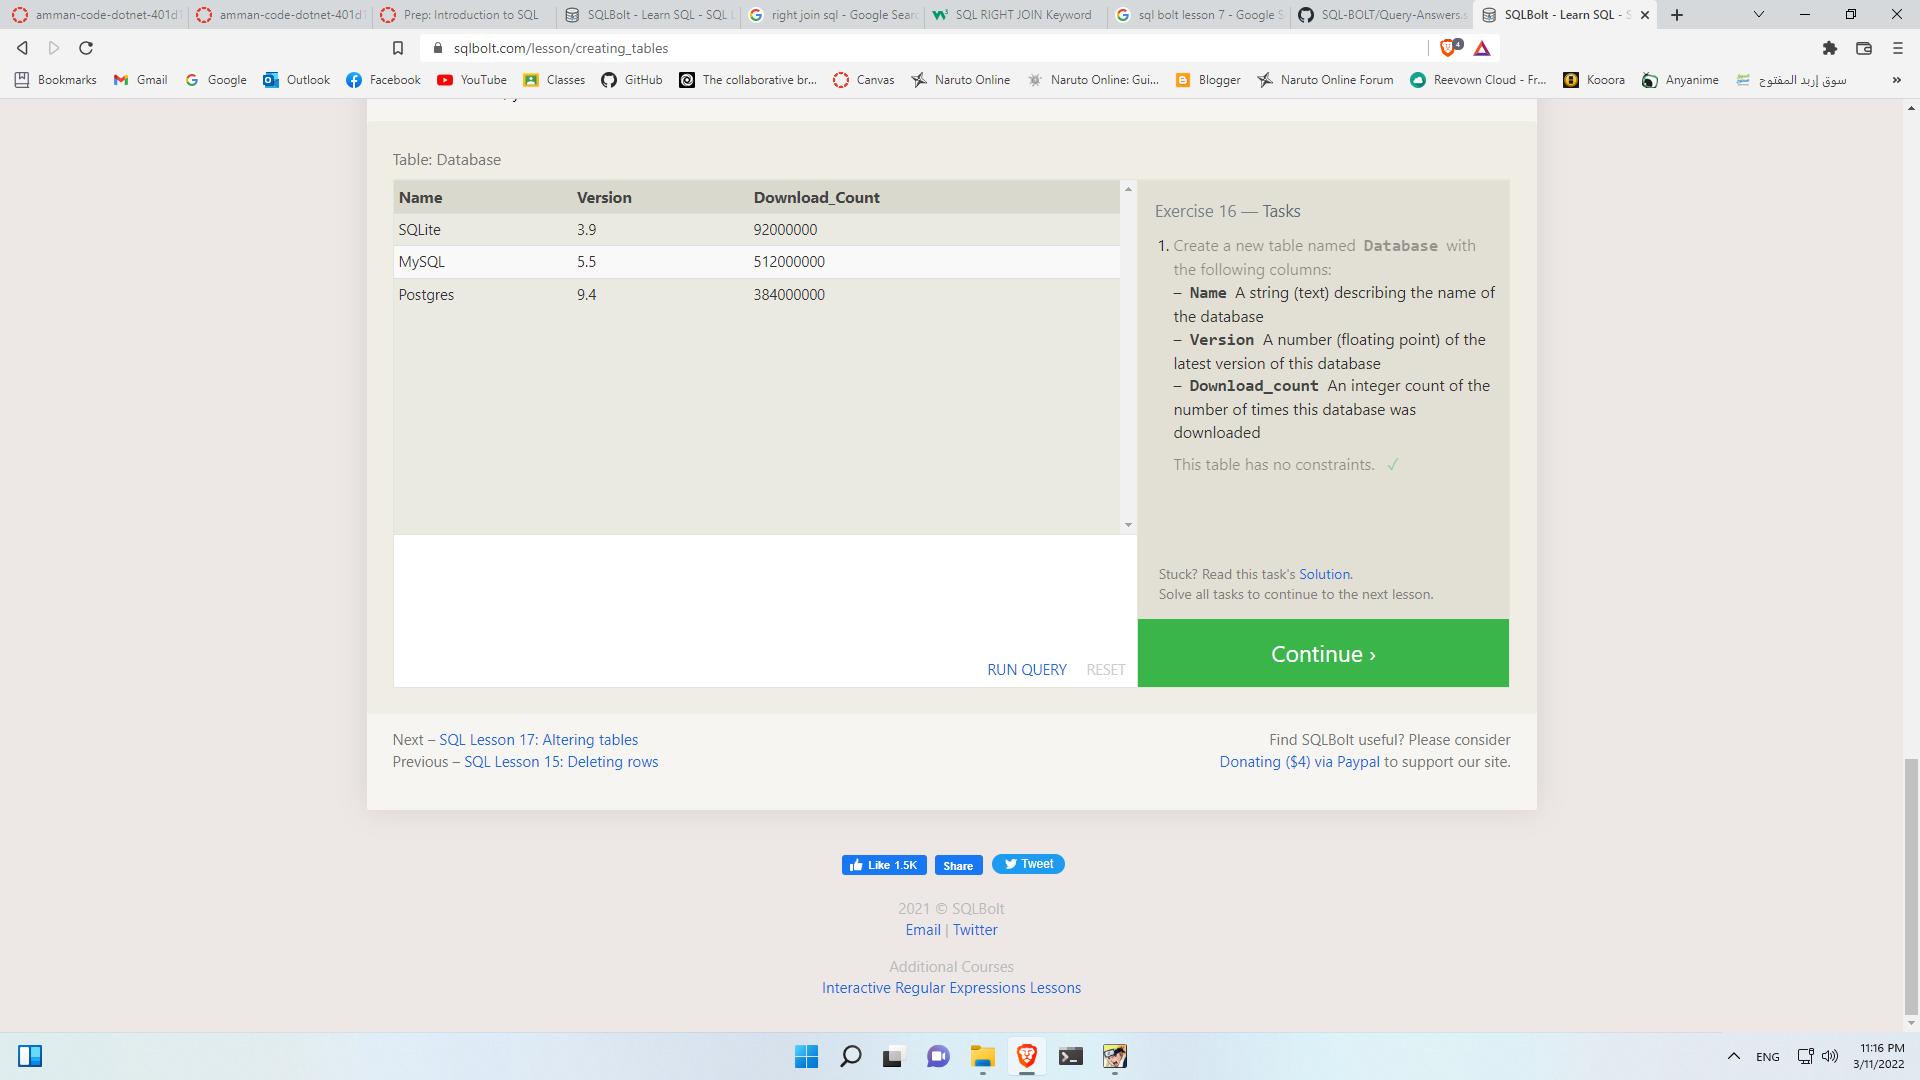 amman-code-dotnet-401d1
amman-code-dotnet-401d1
Prep: Introduction to SQL
SQLBolt - Learn SQL - SQL L
right join sql - Google Searc
SQL RIGHT JOIN Keyword
sql bolt lesson 7 - Google S
SQL-BOLT/Query-Answers.s
SQLBolt - Learn SQL - S
sqlbolt.com/lesson/creating_tables
4
Bookmarks
Gmail
Google
Outlook
Facebook
YouTube
Classes
GitHub
The collaborative br...
Canvas
Naruto Online
Naruto Online: Gui...
Blogger
Naruto Online Forum
Reevown Cloud - Fr...
Kooora
Anyanime
سوق إربد المفتوح
»
Table: Database
Name Version Download_Count
SQLite 3.9 92000000
MySQL 5.5 512000000
Postgres 9.4 384000000
RUN QUERY RESET
Exercise 16 — Tasks
1. Create a new table named Database with
the following columns:
– Name A string (text) describing the name of
the database
– Version A number (floating point) of the
latest version of this database
– Download_count An integer count of the
number of times this database was
downloaded
This table has no constraints. ✓
Stuck? Read this task's Solution.
Solve all tasks to continue to the next lesson.
Continue ›
Next – SQL Lesson 17: Altering tables
Previous – SQL Lesson 15: Deleting rows
Find SQLBolt useful? Please consider
Donating ($4) via Paypal to support our site.
Like 1.5K
Share
Tweet
2021 © SQLBolt
Email | Twitter
Additional Courses
Interactive Regular Expressions Lessons
ENG
11:16 PM
3/11/2022